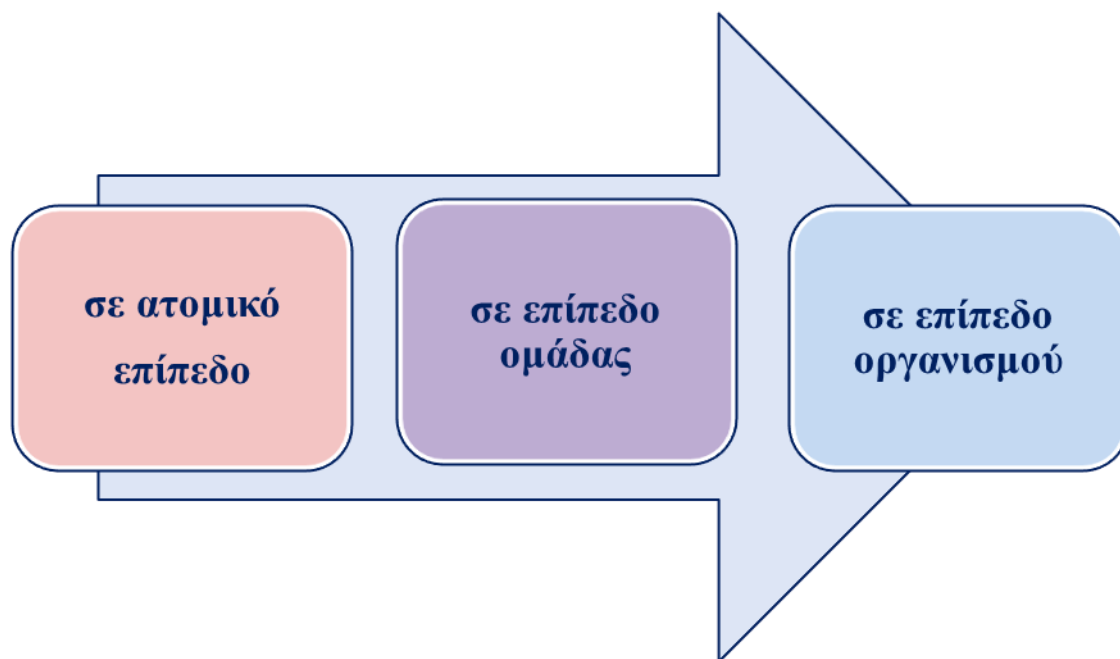 σε ατομικό
επίπεδο
σε επίπεδο
ομάδας
σε επίπεδο
οργανισμού